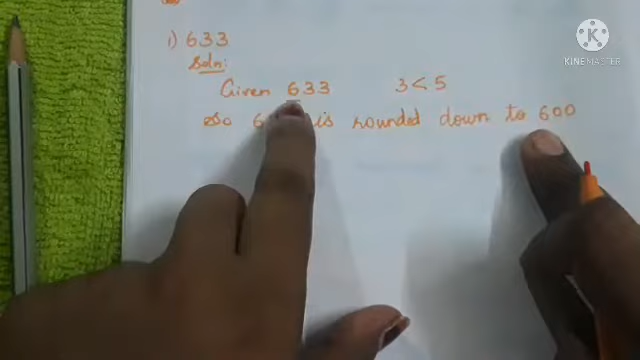 1) 633
Soln:
Given 633 3 < 5
So is rounded down to 600
KINEMASTER